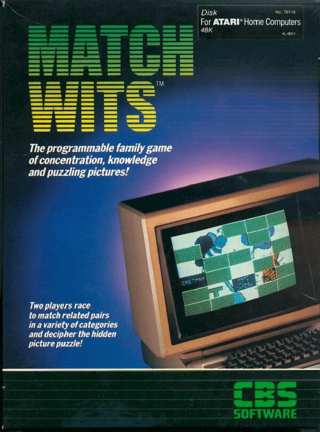 Disk
For ATARI® Home Computers
48K
MATCH
WITS™
The programmable family game
of concentration, knowledge
and puzzling pictures!
Two players race
to match related pairs
in a variety of categories
and decipher the hidden
picture puzzle!
CBS
SOFTWARE